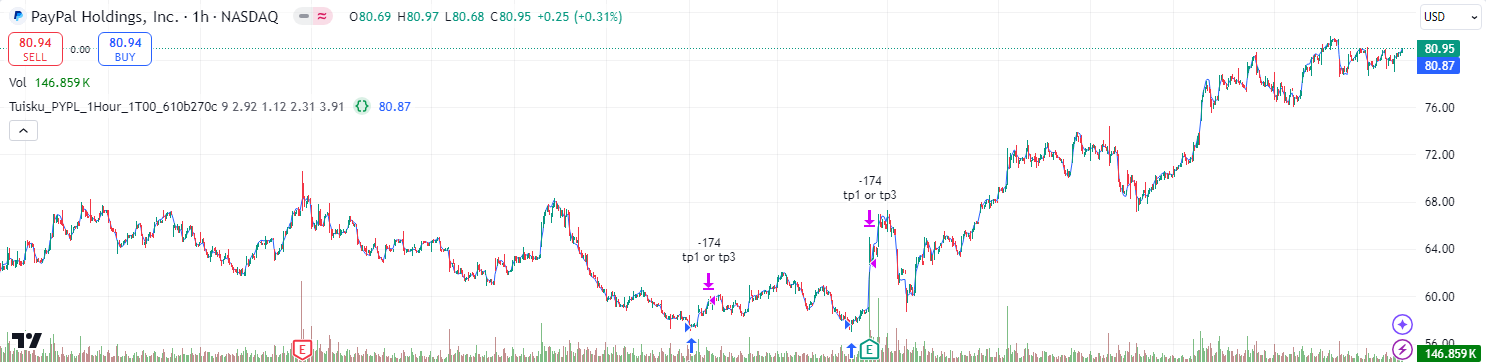 PayPal Holdings, Inc. · 1h · NASDAQ O80.69 H80.97 L80.68 C80.95 +0.25 (+0.31%)
USD
80.94
SELL
0.00
80.94
BUY
80.95
80.87
Vol 146.859 K
Tuisku_PYPL_1Hour_1T00_610b270c 9 2.92 1.12 2.31 3.91 {} 80.87
76.00
72.00
-174
tp1 or tp3
68.00
-174
tp1 or tp3
64.00
60.00
E
E
56.00
146.859 K